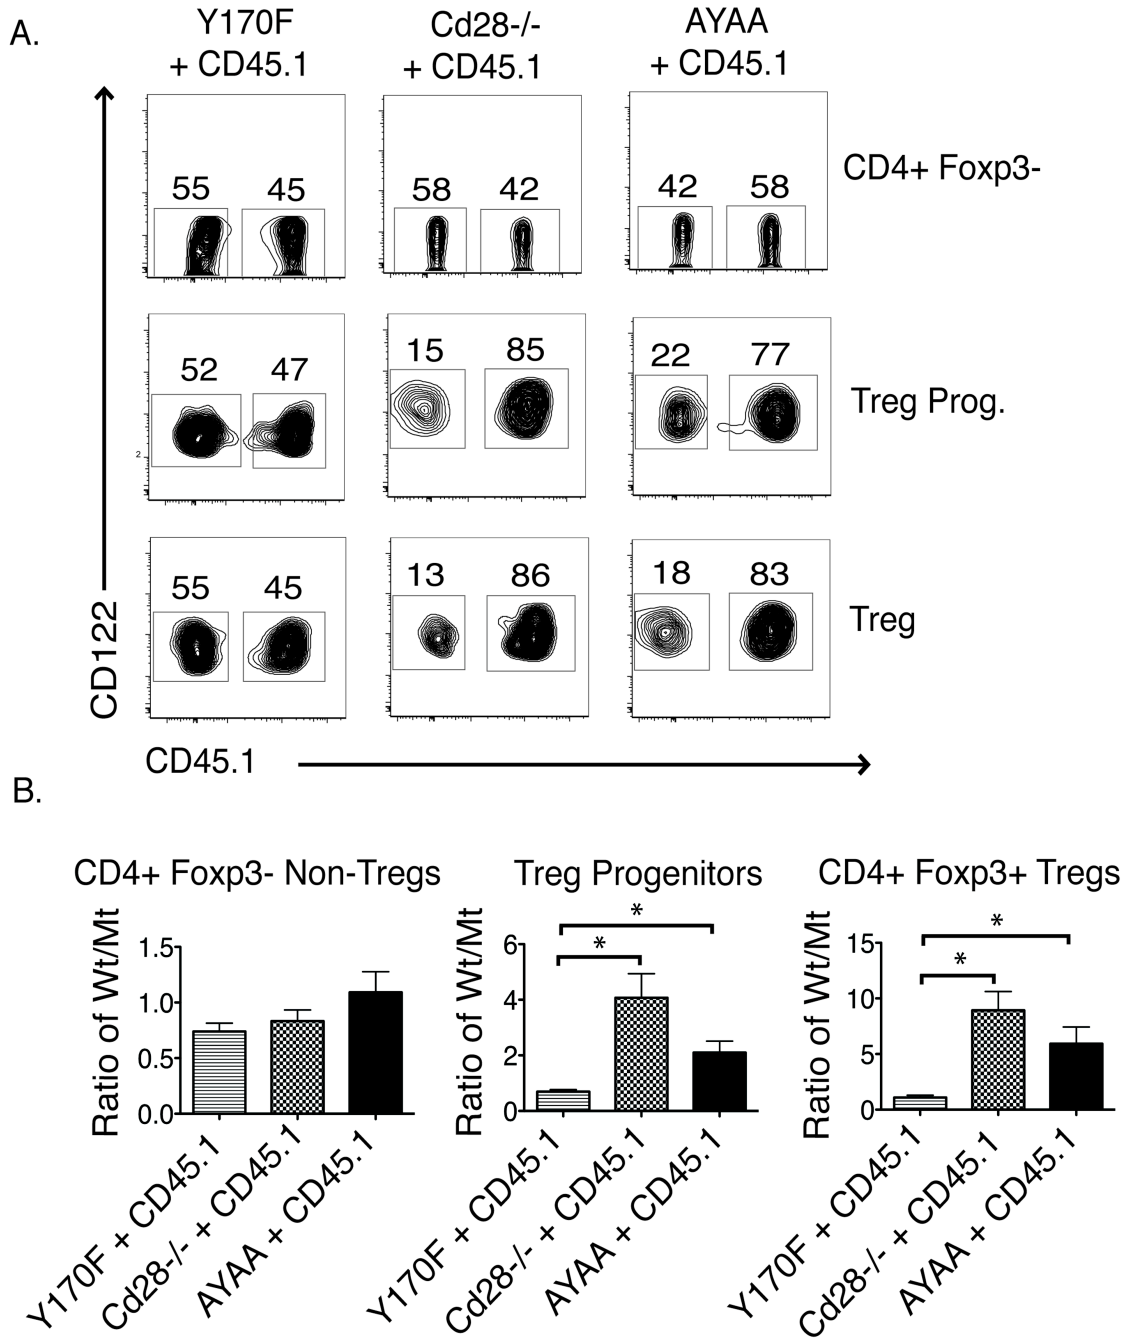 A.
Y170F
+ CD45.1
Cd28-/-
+ CD45.1
AYAA
+ CD45.1
55 45
58 42
42 58
CD4+ Foxp3-
52 47
15 85
22 77
Treg Prog.
2
55 45
13 86
18 83
Treg
CD122
CD45.1
B.
CD4+ Foxp3- Non-Tregs
Ratio of Wt/Mt
1.5
1.0
0.5
0.0
Y170F + CD45.1
Cd28-/- + CD45.1
AYAA + CD45.1
Treg Progenitors
Ratio of Wt/Mt
6
4
2
0
*
*
Y170F + CD45.1
Cd28-/- + CD45.1
AYAA + CD45.1
CD4+ Foxp3+ Tregs
Ratio of Wt/Mt
15
10
5
0
*
*
Y170F + CD45.1
Cd28-/- + CD45.1
AYAA + CD45.1